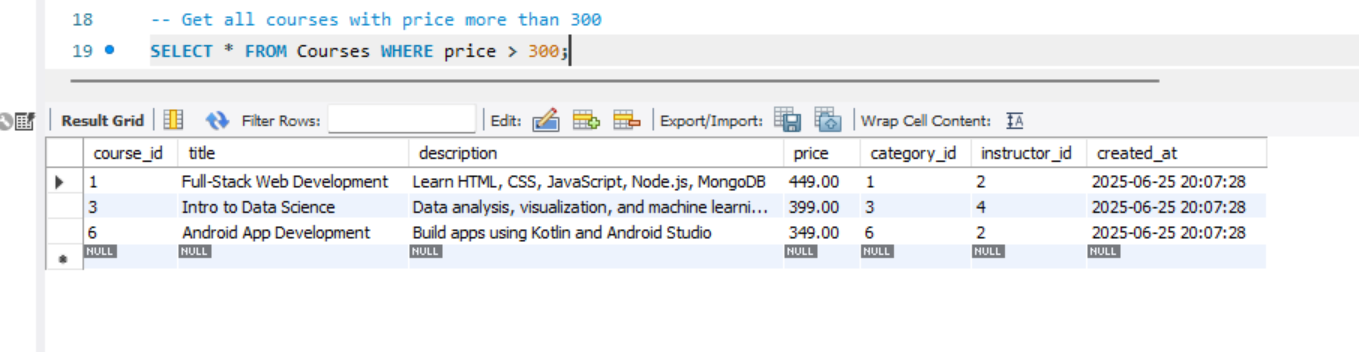 18 -- Get all courses with price more than 300
19 SELECT * FROM Courses WHERE price > 300;
Result Grid Filter Rows: Edit: Export/Import: Wrap Cell Content: IA
course_id title description price category_id instructor_id created_at
1 Full-Stack Web Development Learn HTML, CSS, JavaScript, Node.js, MongoDB 449.00 1 2 2025-06-25 20:07:28
3 Intro to Data Science Data analysis, visualization, and machine learni... 399.00 3 4 2025-06-25 20:07:28
6 Android App Development Build apps using Kotlin and Android Studio 349.00 6 2 2025-06-25 20:07:28
NULL NULL NULL NULL NULL NULL NULL